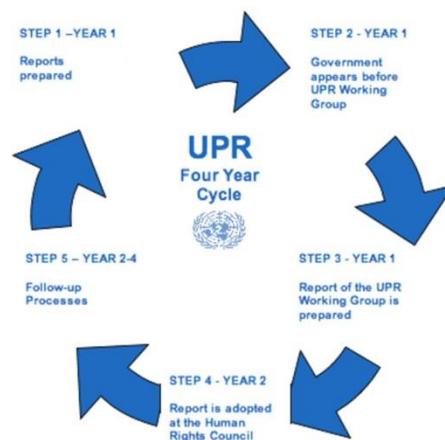 STEP 1 –YEAR 1
Reports
prepared
STEP 2 - YEAR 1
Government
appears before
UPR Working
Group
UPR
Four Year
Cycle
STEP 3 - YEAR 1
Report of the UPR
Working Group is
prepared
STEP 4 - YEAR 2
Report is adopted
at the Human
Rights Council
STEP 5 – YEAR 2-4
Follow-up
Processes